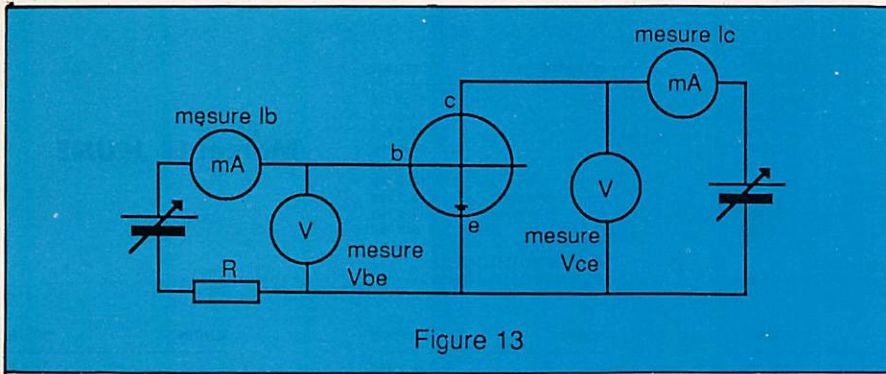 mesure Ic
mA
c
mesure Ib
mA
b
V
V
e
mesure
Vbe
mesure
Vce
R
Figure 13